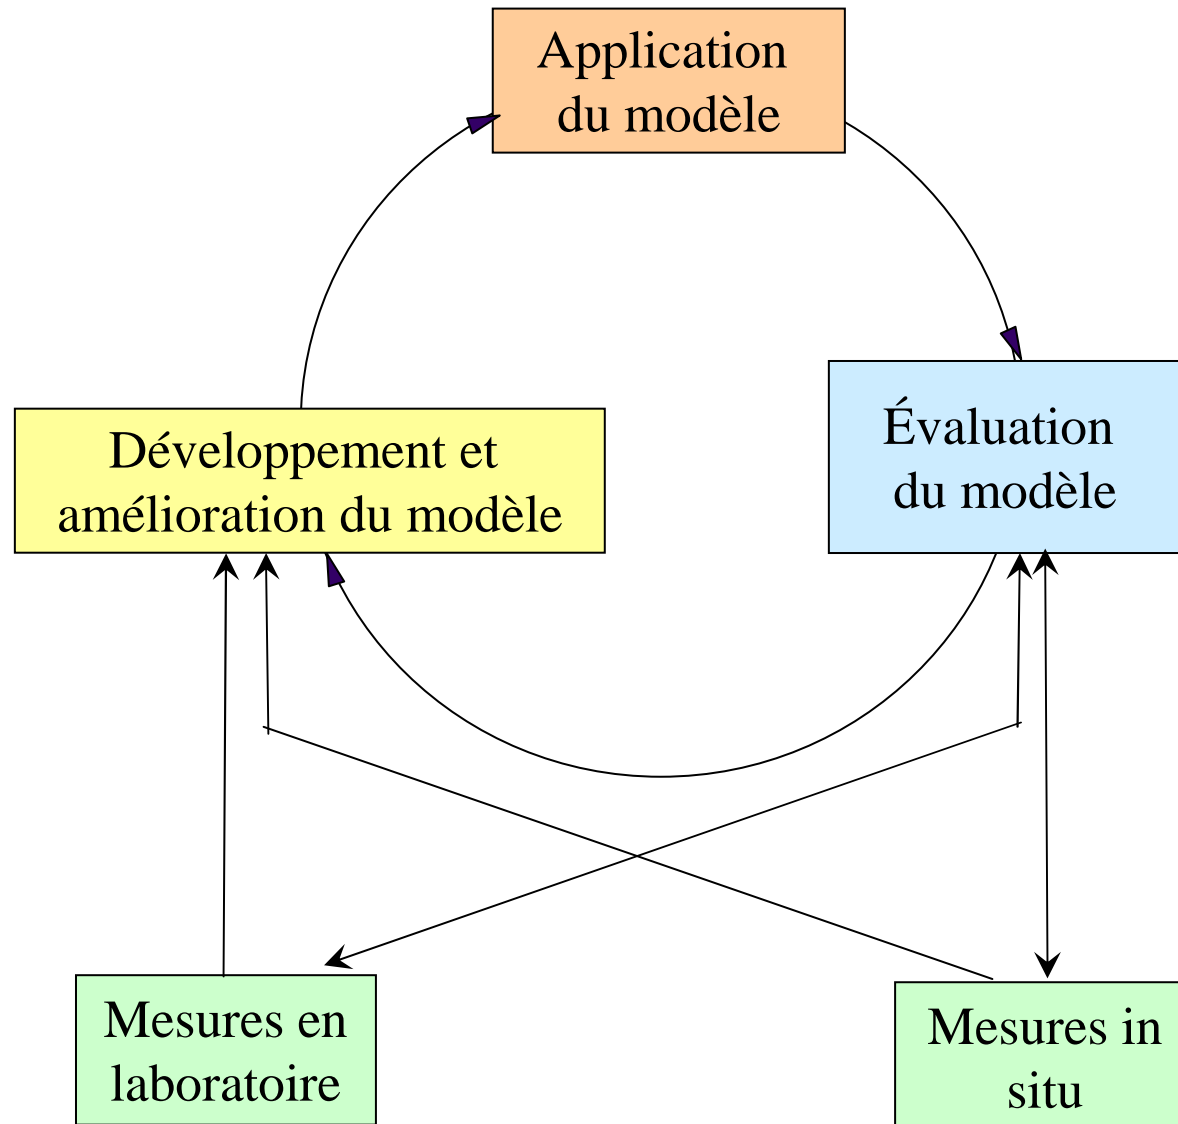 Application
du modèle
Évaluation
du modèle
Développement et
amélioration du modèle
Mesures en
laboratoire
Mesures in
situ